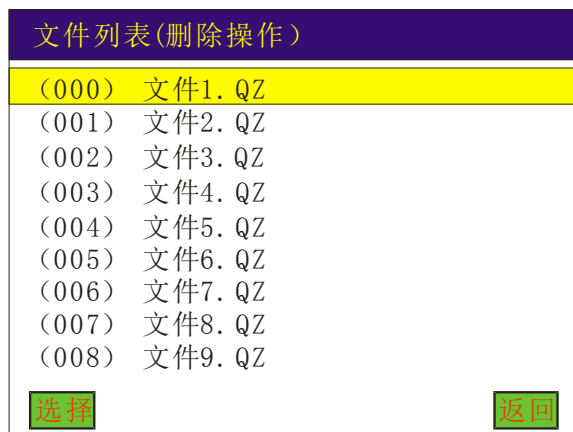 文件列表(删除操作）
（000） 文件1.QZ
（001） 文件2.QZ
（002） 文件3.QZ
（003） 文件4.QZ
（004） 文件5.QZ
（005） 文件6.QZ
（006） 文件7.QZ
（007） 文件8.QZ
（008） 文件9.QZ
选择 返回